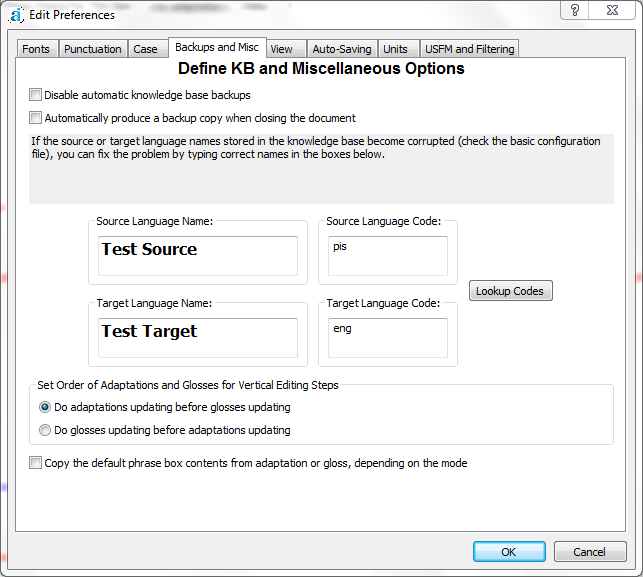 Edit Preferences
Fonts Punctuation Case Backups and Misc View Auto-Saving Units USFM and Filtering
Define KB and Miscellaneous Options
Disable automatic knowledge base backups
Automatically produce a backup copy when closing the document
If the source or target language names stored in the knowledge base become corrupted (check the basic configuration
file), you can fix the problem by typing correct names in the boxes below.
Source Language Name: Source Language Code:
Test Source pis
Lookup Codes
Target Language Name: Target Language Code:
Test Target eng
Set Order of Adaptations and Glosses for Vertical Editing Steps
Do adaptations updating before glosses updating
Do glosses updating before adaptations updating
Copy the default phrase box contents from adaptation or gloss, depending on the mode
OK Cancel